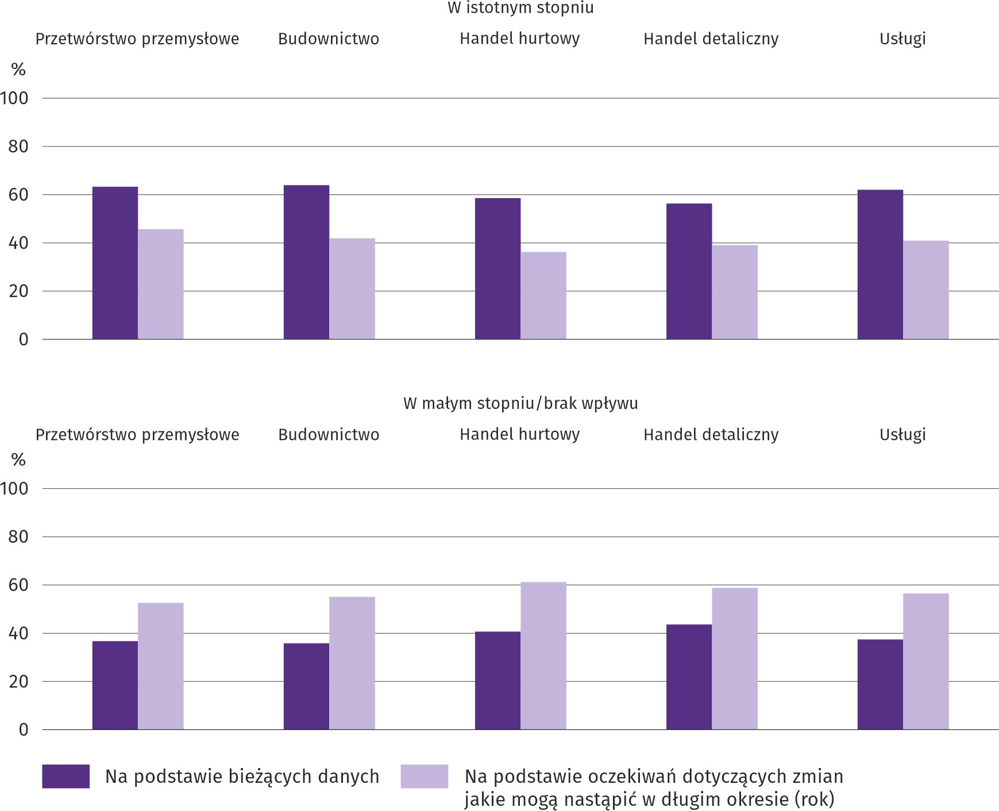 W istotnym stopniu
Przetwórstwo przemysłowe Budownictwo Handel hurtowy Handel detaliczny Usługi
%
100
80
60
40
20
0
W małym stopniu/brak wpływu
Przetwórstwo przemysłowe Budownictwo Handel hurtowy Handel detaliczny Usługi
%
100
80
60
40
20
0
Na podstawie bieżących danych Na podstawie oczekiwań dotyczących zmian
jakie mogą nastąpić w długim okresie (rok)